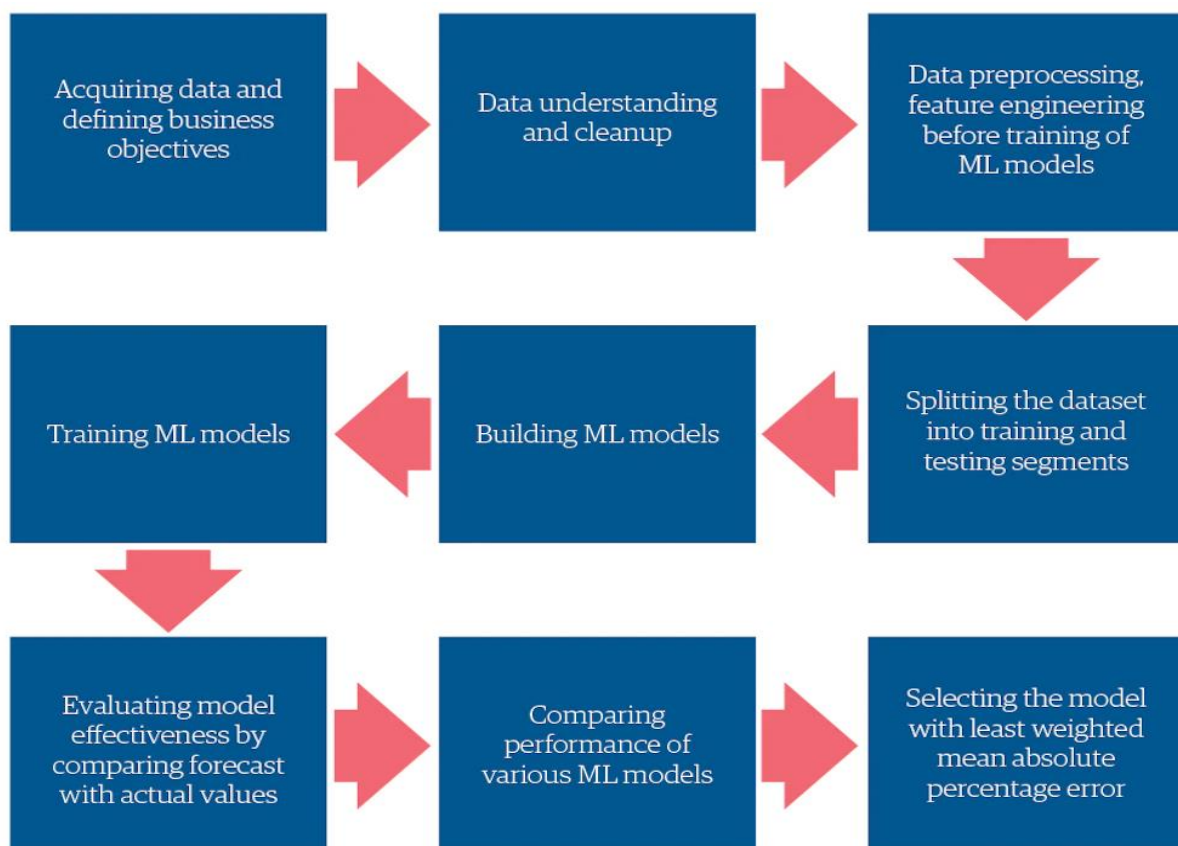 Acquiring data and
defining business
objectives
Data understanding
and cleanup
Data preprocessing,
feature engineering
before training of
ML models
Splitting the dataset
into training and
testing segments
Building ML models
Training ML models
Evaluating model
effectiveness by
comparing forecast
with actual values
Comparing
performance of
various ML models
Selecting the model
with least weighted
mean absolute
percentage error